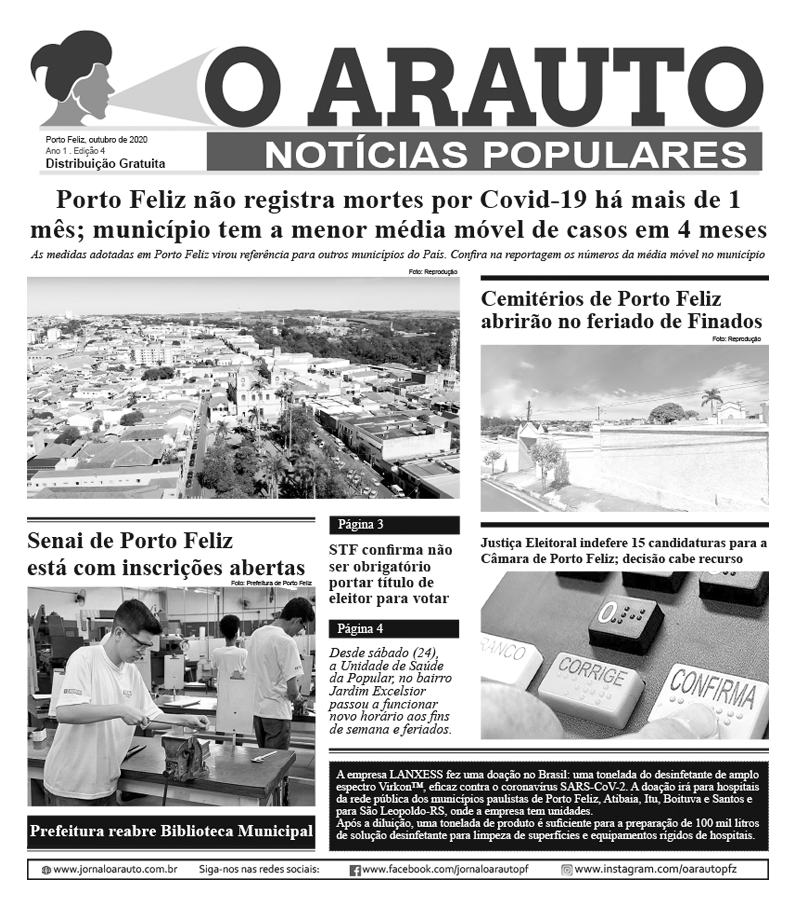 O ARAUTO
NOTÍCIAS POPULARES
Porto Feliz, outubro de 2020
Ano 1 . Edição 4
Distribuição Gratuita
Porto Feliz não registra mortes por Covid-19 há mais de 1
mês; município tem a menor média móvel de casos em 4 meses
As medidas adotadas em Porto Feliz virou referência para outros municípios do País. Confira na reportagem os números da média móvel no município
Foto: Reprodução
Cemitérios de Porto Feliz
abrirão no feriado de Finados
Foto: Reprodução
Senai de Porto Feliz
está com inscrições abertas
Foto: Prefeitura de Porto Feliz
Prefeitura reabre Biblioteca Municipal
Página 3
STF confirma não
ser obrigatório
portar título de
eleitor para votar
Página 4
Desde sábado (24),
a Unidade de Saúde
da Popular, no bairro
Jardim Excelsior
passou a funcionar
novo horário aos fins
de semana e feriados.
Justiça Eleitoral indefere 15 candidaturas para a
Câmara de Porto Feliz; decisão cabe recurso
0
RANCO
CORRIGE
CONFIRMA
A empresa LANXESS fez uma doação no Brasil: uma tonelada do desinfetante de amplo
espectro Virkon™, eficaz contra o coronavírus SARS-CoV-2. A doação irá para hospitais
da rede pública dos municípios paulistas de Porto Feliz, Atibaia, Itu, Boituva e Santos e
para São Leopoldo-RS, onde a empresa tem unidades.
Após a diluição, uma tonelada de produto é suficiente para a preparação de 100 mil litros
de solução desinfetante para limpeza de superfícies e equipamentos rígidos de hospitais.
www.jornaloarauto.com.br Siga-nos nas redes sociais: www.facebook.com/jornaloarautopf www.instagram.com/oarautopfz